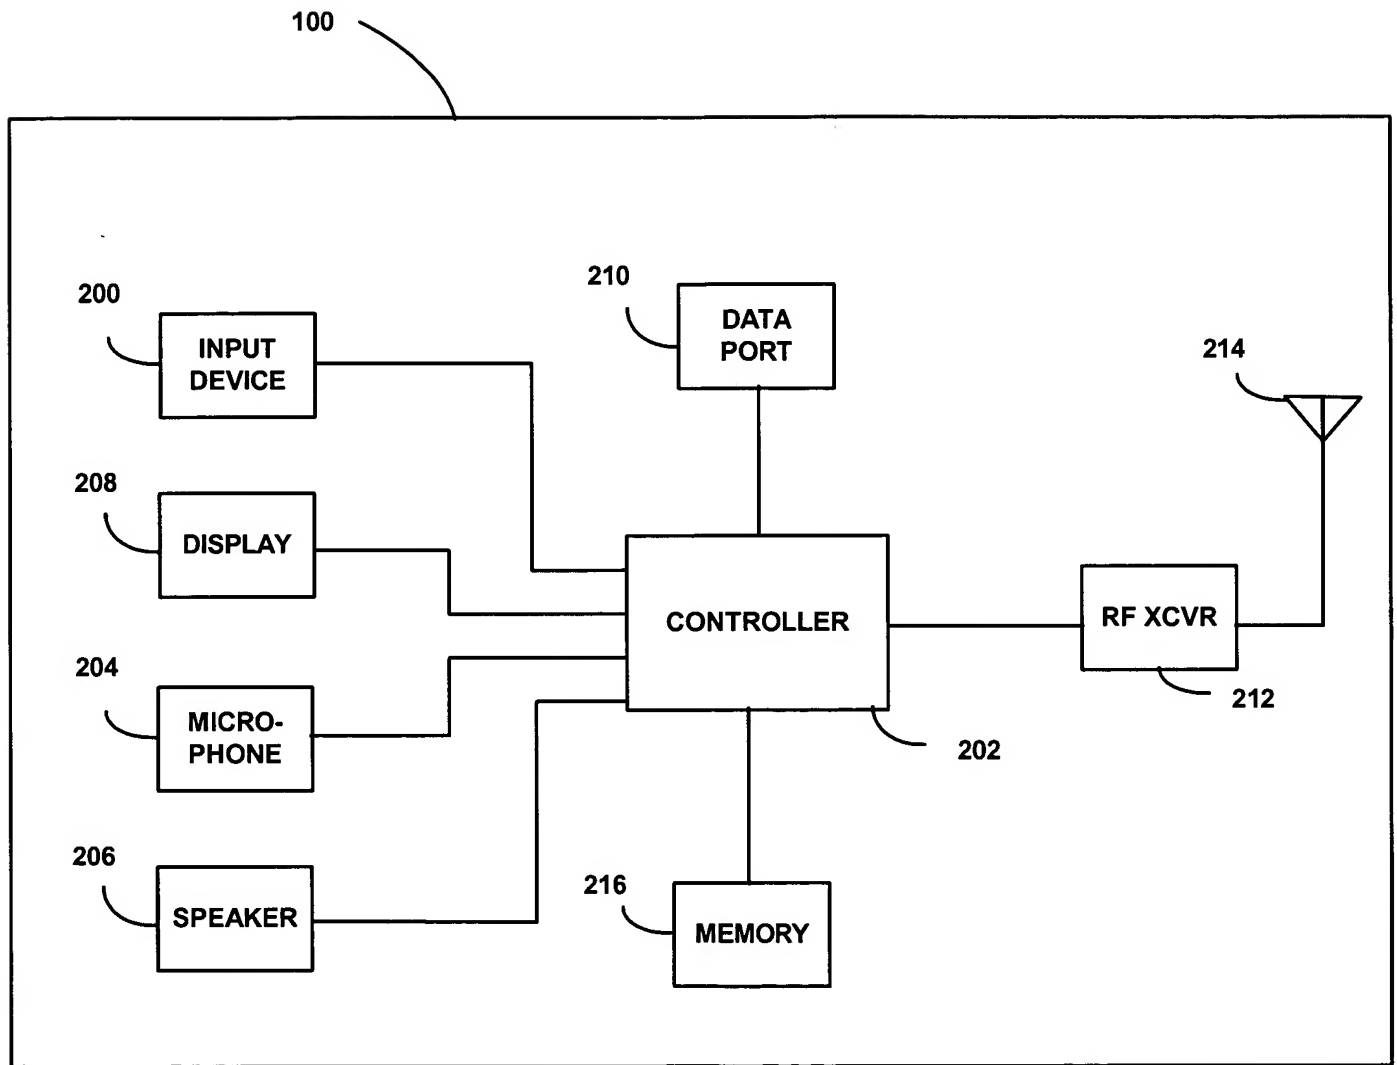 100
200
INPUT
DEVICE
210
DATA
PORT
214
208
DISPLAY
CONTROLLER
RF XCVR
212
204
MICRO-
PHONE
202
206
SPEAKER
216
MEMORY